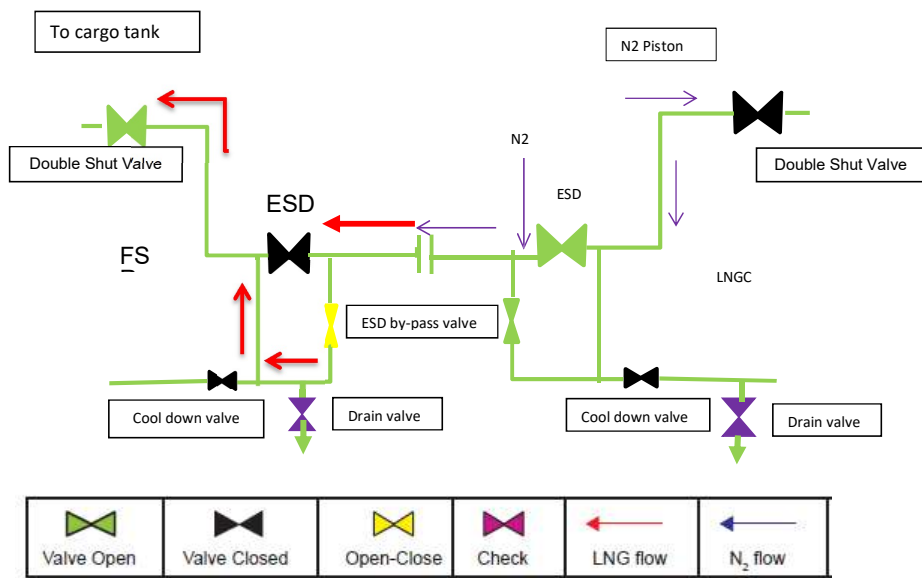 To cargo tank
N2 Piston
N2
Double Shut Valve
Double Shut Valve
ESD
ESD
FS
LNGC
ESD by-pass valve
Cool down valve
Drain valve
Cool down valve
Drain valve
Valve Open
Valve Closed
Open-Close
Check
LNG flow
N₂ flow